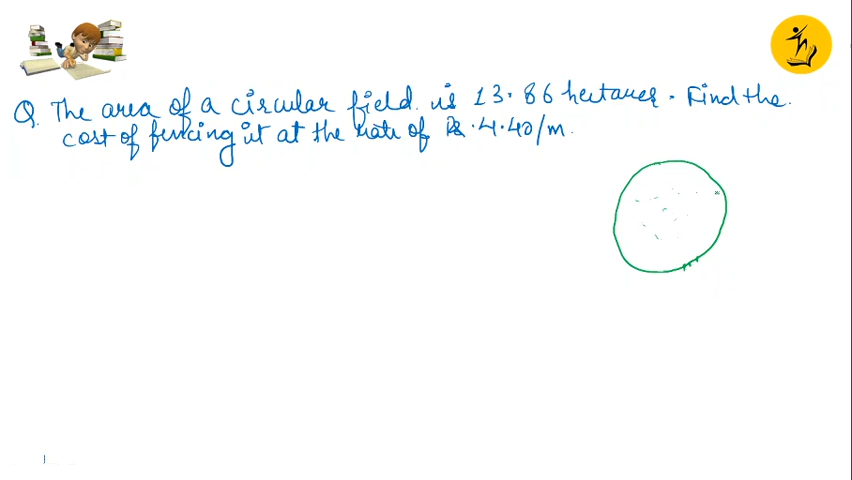 Q. The area of a circular field is 13.86 hectares. Find the
cost of fencing it at the rate of Rs.4.40/m.